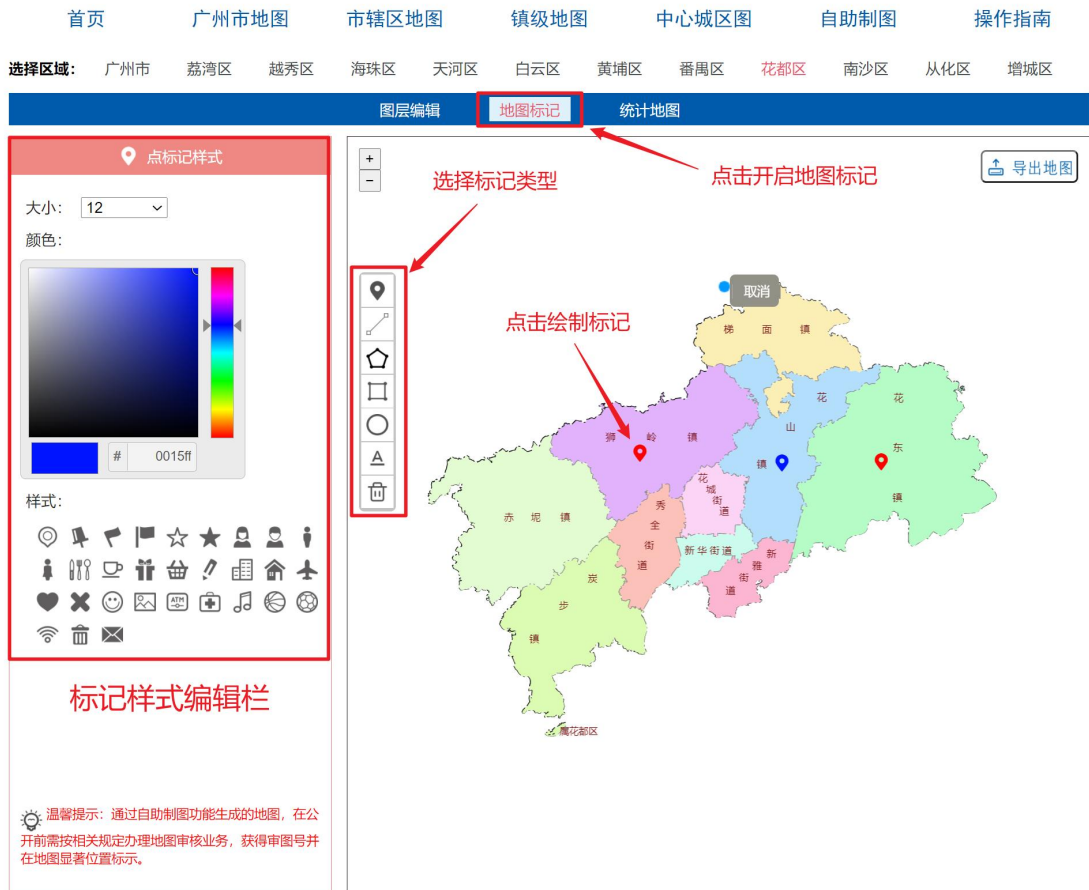 首页 广州市地图 市辖区地图 镇级地图 中心城区图 自助制图 操作指南
选择区域: 广州市 荔湾区 越秀区 海珠区 天河区 白云区 黄埔区 番禺区 花都区 南沙区 从化区 增城区
图层编辑 地图标记 统计地图
点标记样式
+
−
选择标记类型
点击开启地图标记
导出地图
大小: 12
颜色:
取消
点击绘制标记
梯面镇
花山镇
花东镇
狮岭镇
花城街道
秀全街道
赤坭镇
新华街道
新雅街道
炭步镇
# 0015ff
A
样式:
ATM
标记样式编辑栏
属花都区
温馨提示: 通过自助制图功能生成的地图, 在公
开前需按相关规定办理地图审核业务, 获得审图号并
在地图显著位置标示。